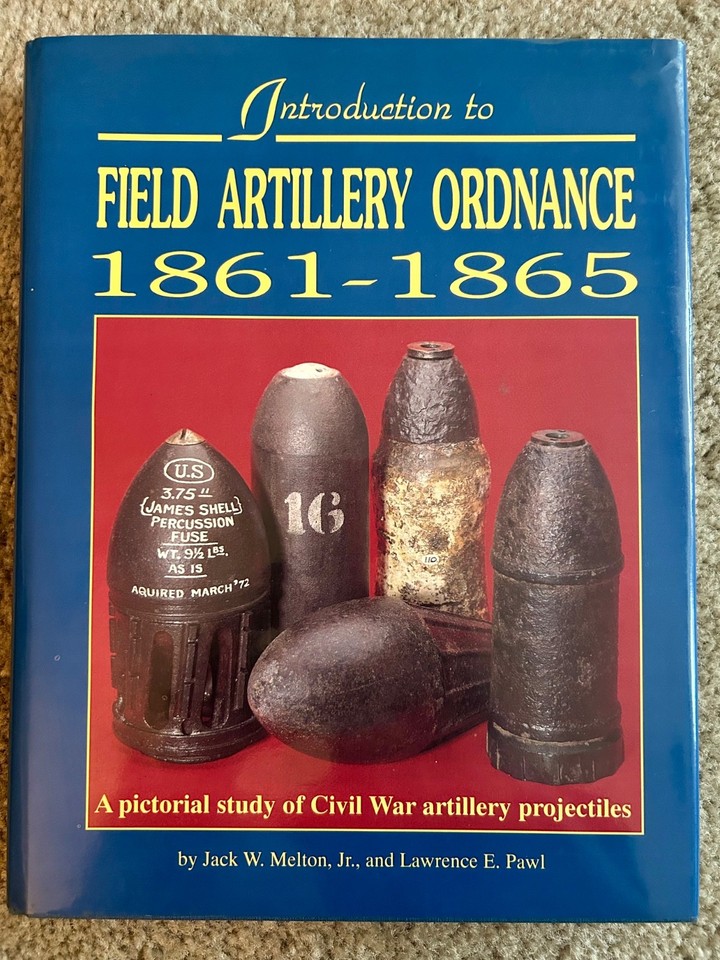 Introduction to
FIELD ARTILLERY ORDNANCE
1861-1865
U.S
3.75"
{JAMES SHELL}
PERCUSSION
FUSE
WT. 9½ LBS.
AS IS
AQUIRED MARCH '72
16
110
A pictorial study of Civil War artillery projectiles
by Jack W. Melton, Jr., and Lawrence E. Pawl